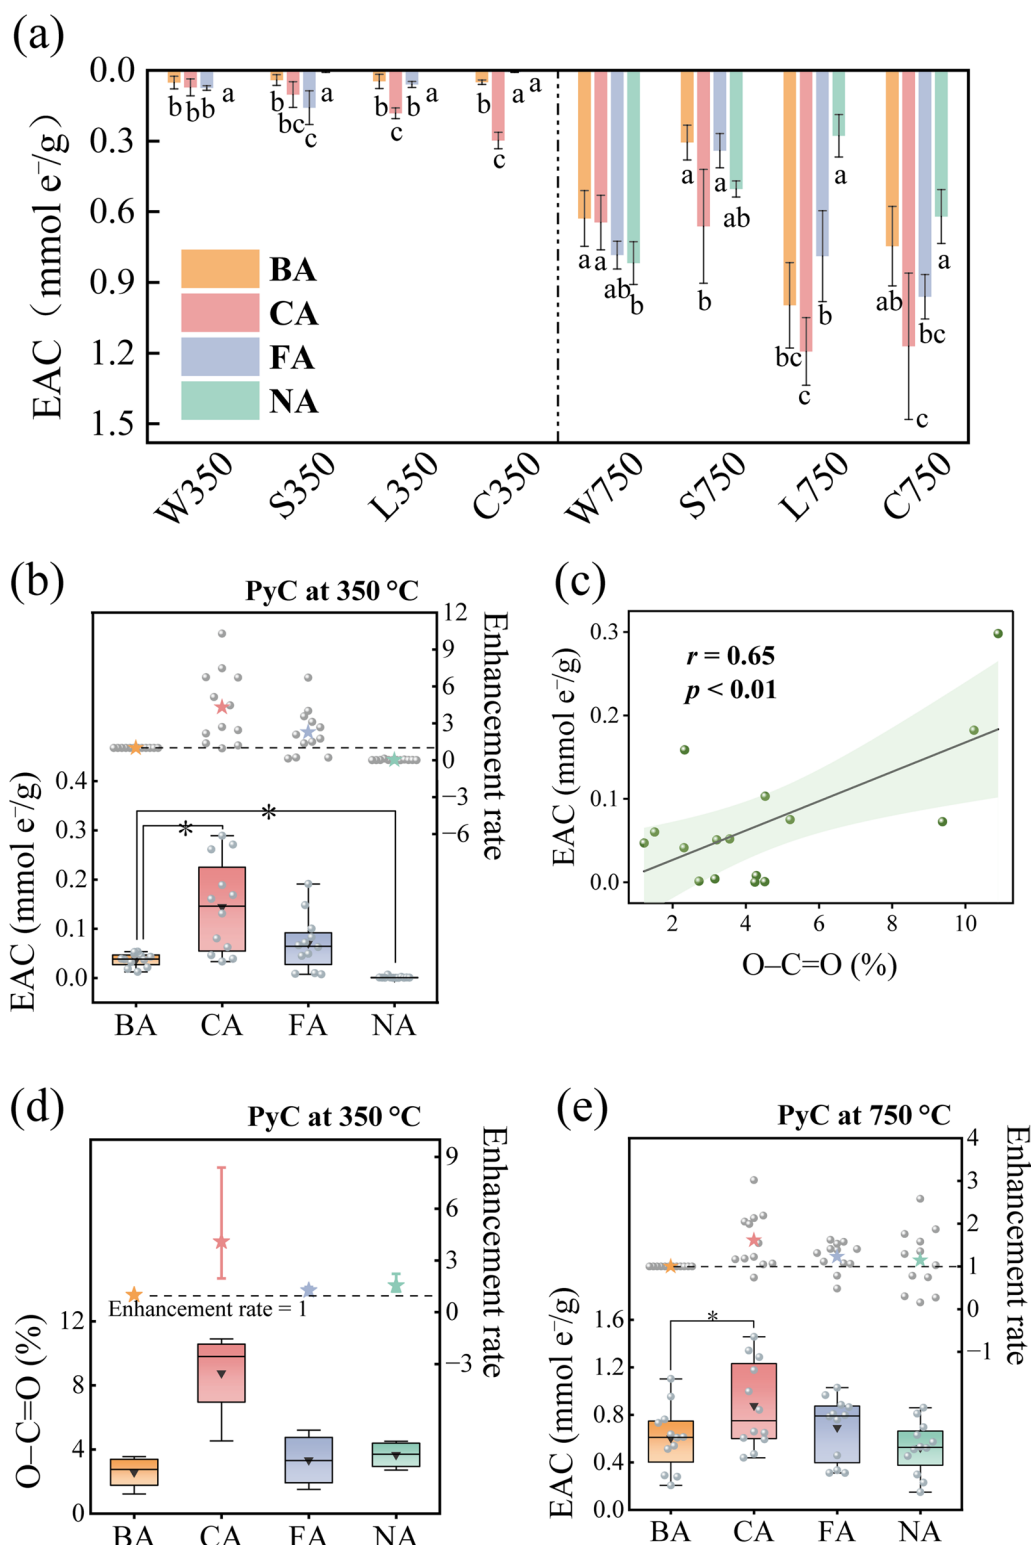 (a)
0.0
0.3
0.6
0.9
1.2
1.5
EAC (mmol e⁻/g)
b b b a
b bc c a
b c b a
b c a a
a a ab b
a b a ab
bc c b a
ab c bc a
BA
CA
FA
NA
W350 S350 L350 C350 W750 S750 L750 C750
(b)
PyC at 350 °C
12
9
6
3
0
−3
−6
Enhancement rate
0.4
0.3
0.2
0.1
0.0
EAC (mmol e⁻/g)
* *
BA CA FA NA
(c)
r = 0.65
p < 0.01
0.3
0.2
0.1
0.0
EAC (mmol e⁻/g)
2 4 6 8 10
O–C=O (%)
(d)
PyC at 350 °C
9
6
3
0
−3
Enhancement rate
Enhancement rate = 1
12
8
4
0
O–C=O (%)
BA CA FA NA
(e)
PyC at 750 °C
4
3
2
1
0
−1
Enhancement rate
1.6
1.2
0.8
0.4
0.0
EAC (mmol e⁻/g)
*
BA CA FA NA